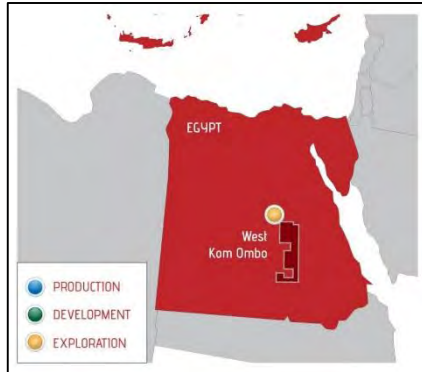 EGYPT
West
Kom Ombo
PRODUCTION
DEVELOPMENT
EXPLORATION